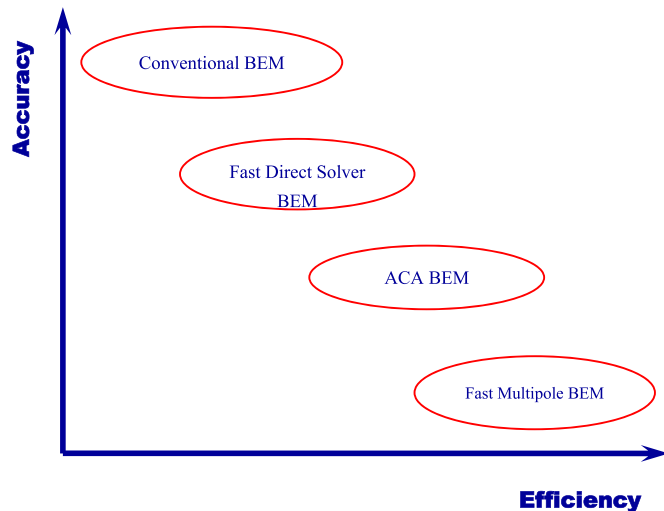 Accuracy
Conventional BEM
Fast Direct Solver
BEM
ACA BEM
Fast Multipole BEM
Efficiency